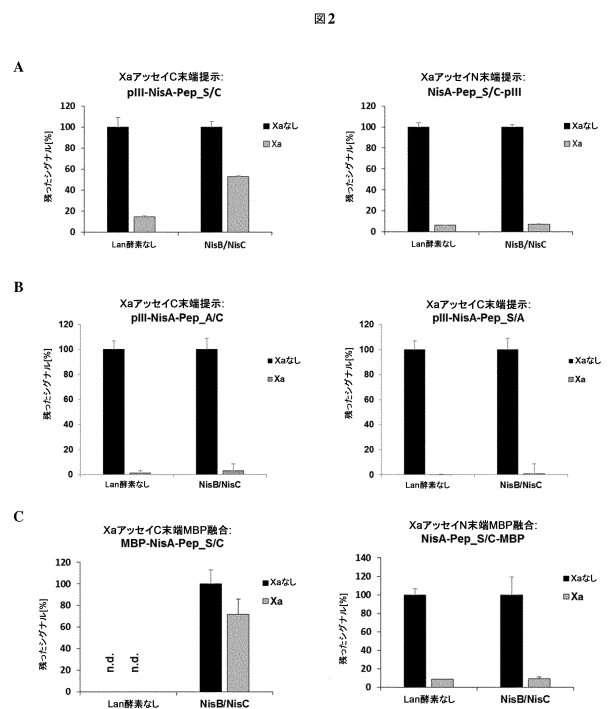 図2
A
XaアッセイC末端提示:
pIII-NisA-Pep_S/C
残ったシグナル[%]
120
100
80
60
40
20
0
Lan酵素なし
NisB/NisC
Xaなし
Xa
XaアッセイN末端提示:
NisA-Pep_S/C-pIII
残ったシグナル[%]
120
100
80
60
40
20
0
Lan酵素なし
NisB/NisC
Xaなし
Xa
B
XaアッセイC末端提示:
pIII-NisA-Pep_A/C
残ったシグナル[%]
120
100
80
60
40
20
0
Lan酵素なし
NisB/NisC
Xaなし
Xa
XaアッセイC末端提示:
pIII-NisA-Pep_S/A
残ったシグナル[%]
120
100
80
60
40
20
0
Lan酵素なし
NisB/NisC
Xaなし
Xa
C
XaアッセイC末端MBP融合:
MBP-NisA-Pep_S/C
残ったシグナル[%]
120
100
80
60
40
20
0
n.d.
n.d.
Lan酵素なし
NisB/NisC
Xaなし
Xa
XaアッセイN末端MBP融合:
NisA-Pep_S/C-MBP
残ったシグナル[%]
140
120
100
80
60
40
20
0
Lan酵素なし
NisB/NisC
Xaなし
Xa